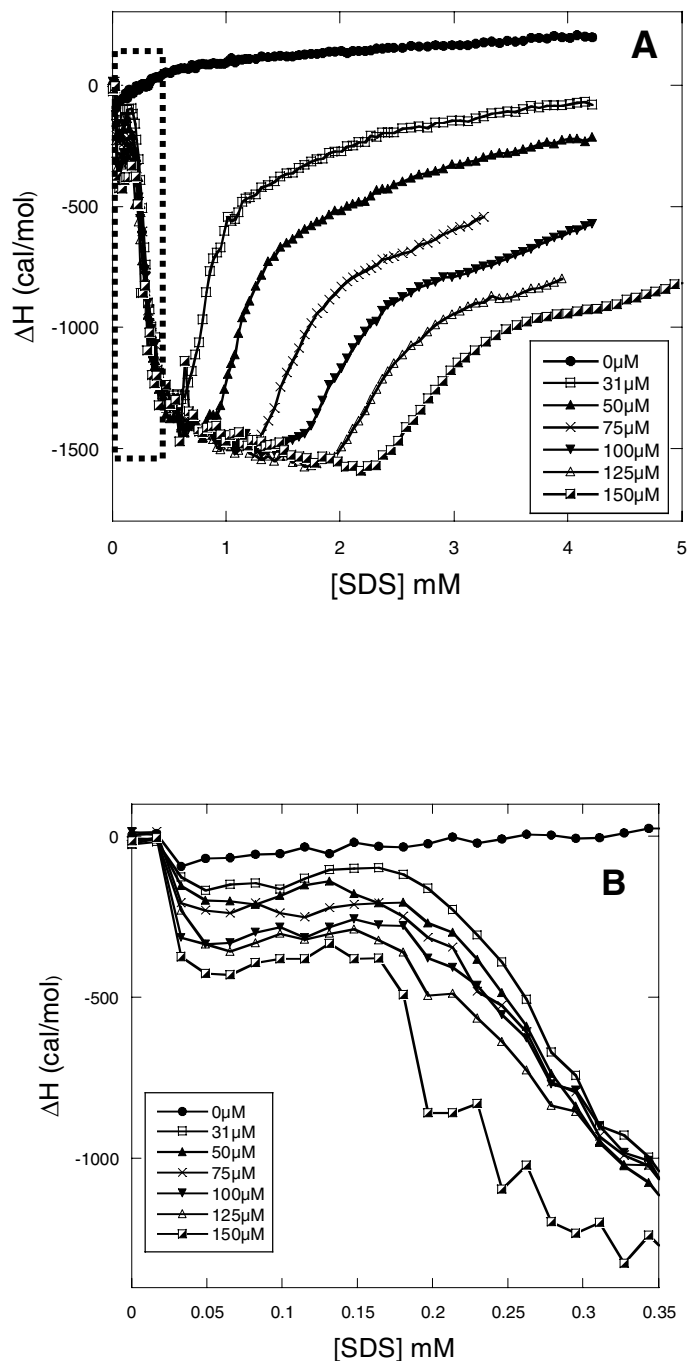 A
0
-500
-1000
-1500
ΔH (cal/mol)
0µM
31µM
50µM
75µM
100µM
125µM
150µM
0 1 2 3 4 5
[SDS] mM
B
0
-500
-1000
ΔH (cal/mol)
0µM
31µM
50µM
75µM
100µM
125µM
150µM
0 0.05 0.1 0.15 0.2 0.25 0.3 0.35
[SDS] mM